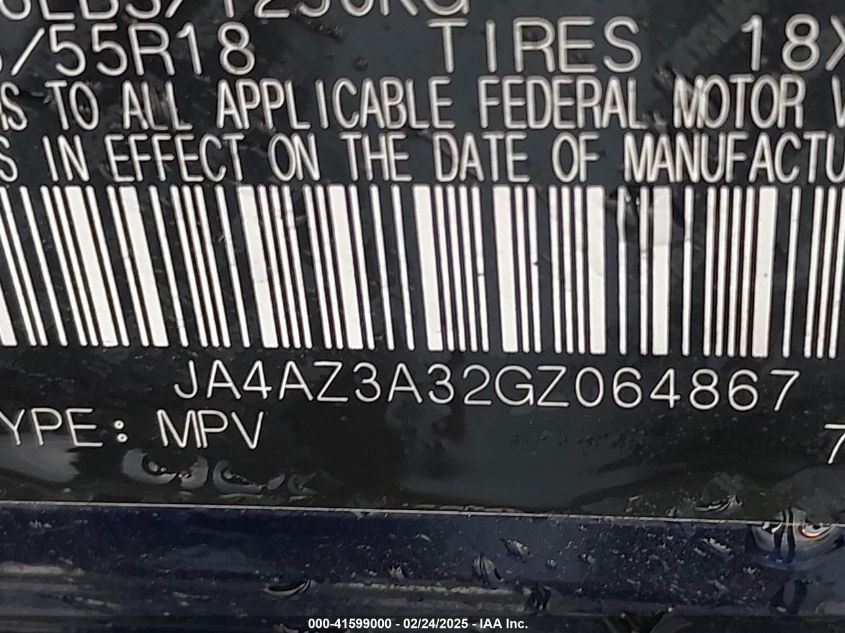 /55R18 TIRES 18X
TO ALL APPLICABLE FEDERAL MOTOR V
S IN EFFECT ON THE DATE OF MANUFACTU
JA4AZ3A32GZ064867
YPE: MPV 7
000-41599000 - 02/24/2025 - IAA Inc.